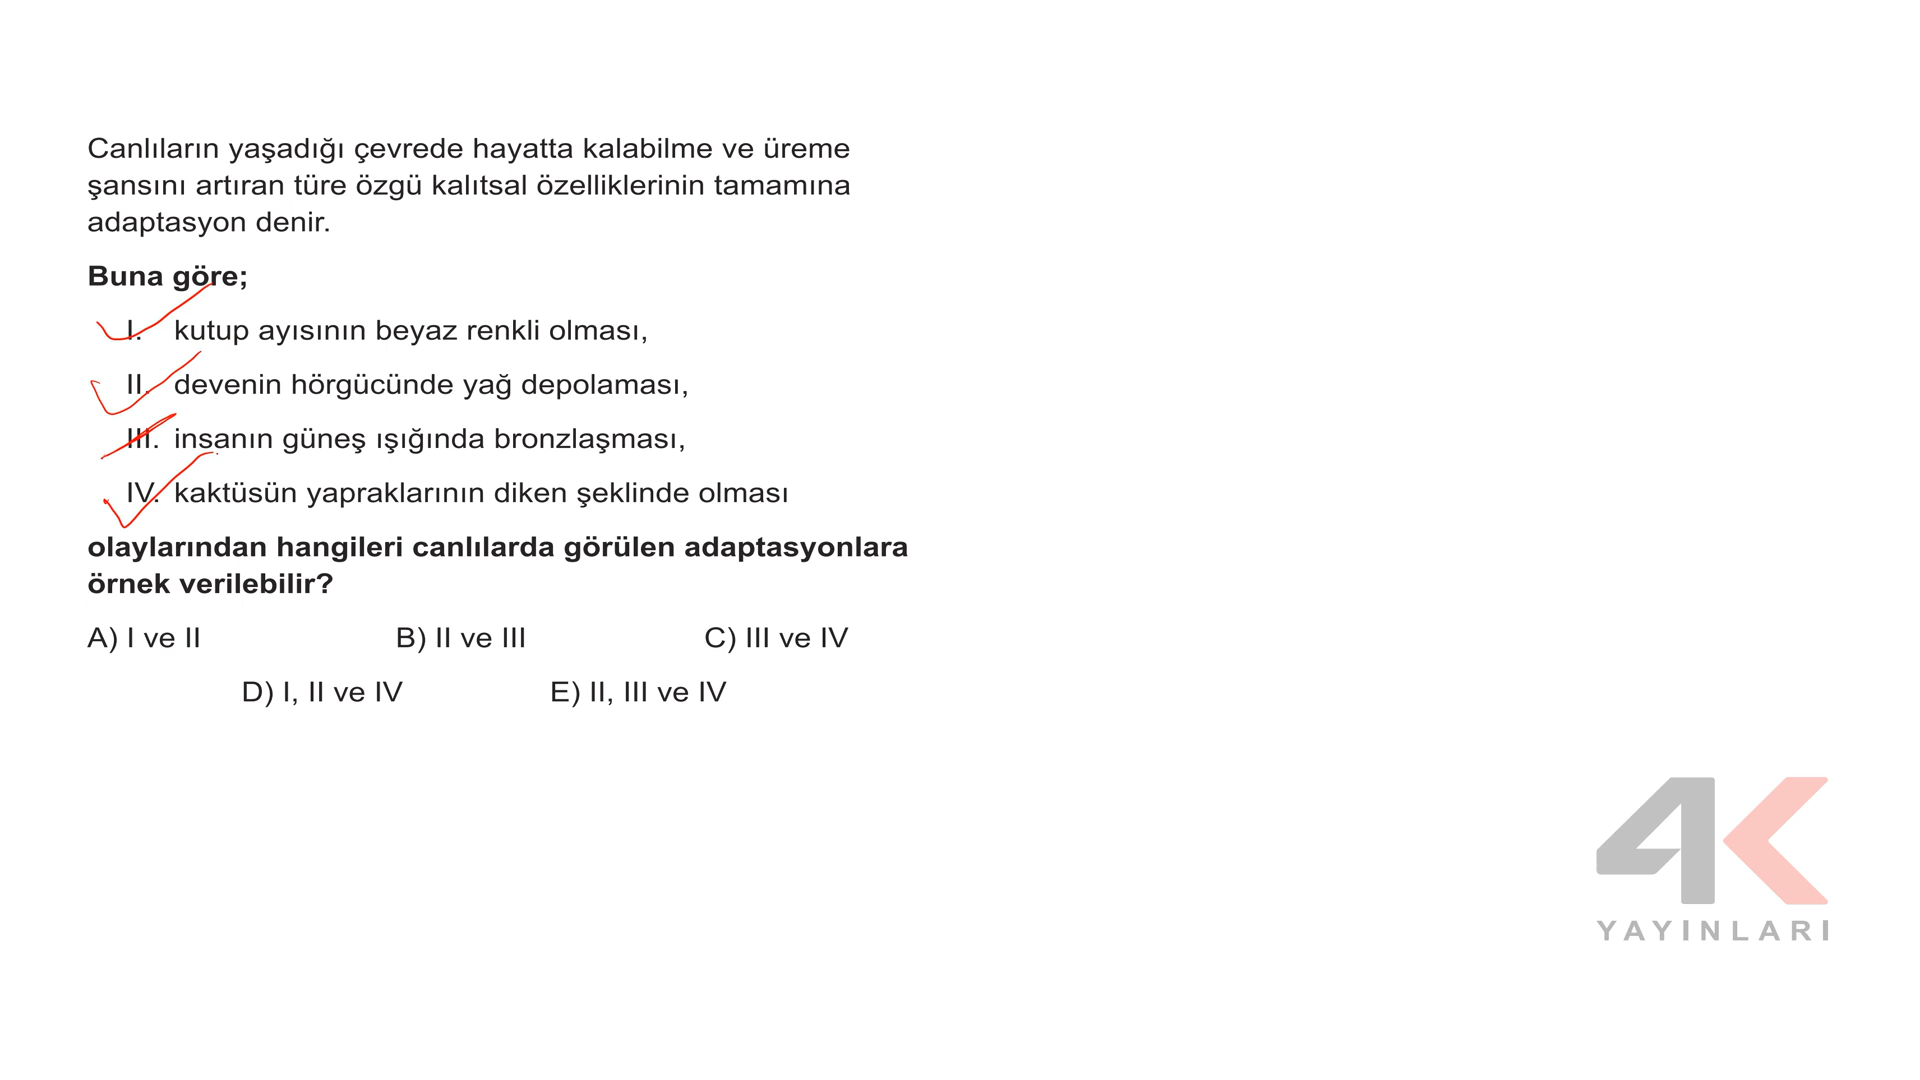 Canlıların yaşadığı çevrede hayatta kalabilme ve üreme
şansını artıran türe özgü kalıtsal özelliklerinin tamamına
adaptasyon denir.
Buna göre;
I. kutup ayısının beyaz renkli olması,
II. devenin hörgücünde yağ depolaması,
III. insanın güneş ışığında bronzlaşması,
IV. kaktüsün yapraklarının diken şeklinde olması
olaylarından hangileri canlılarda görülen adaptasyonlara
örnek verilebilir?
A) I ve II B) II ve III C) III ve IV
D) I, II ve IV E) II, III ve IV
4K
YAYINLARI